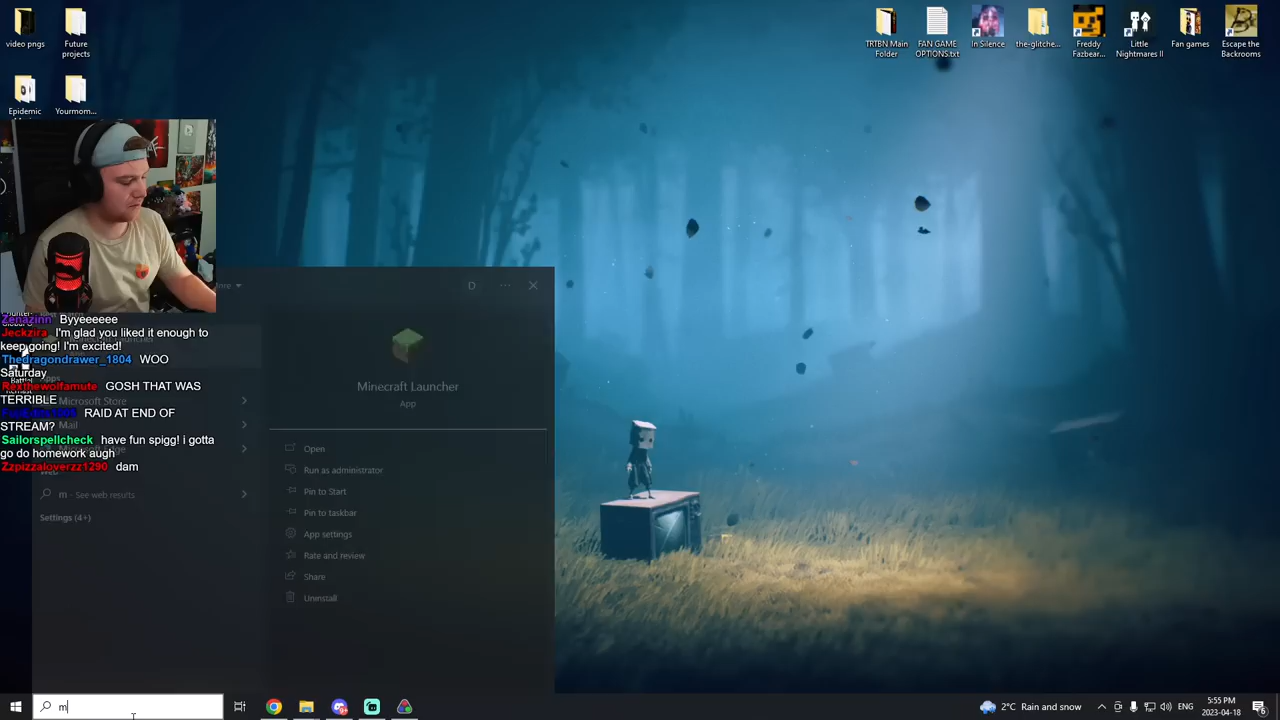 video pngs
Future
projects
Epidemic
Yourmom...
TRTBN Main
Folder
FAN GAME
OPTIONS.txt
In Silence
the-glitche...
Freddy
Fazbear...
Little
Nightmares II
Fan games
Escape the
Backrooms
D
Zenazinn Byyeeeeee
Jeckzira I'm glad you liked it enough to
keep going! I'm excited!
Thedragondrawer_1804 WOO
Saturday
Rexthewolfamute GOSH THAT WAS
TERRIBLE
RAID AT END OF
STREAM?
Sailorspellcheck have fun spigg! i gotta
go do homework augh
Zzpizzaloverzz1290 dam
Microsoft Store
Mail
m - See web results
Settings (4+)
Minecraft Launcher
App
Open
Run as administrator
Pin to Start
Pin to taskbar
App settings
Rate and review
Share
Uninstall
m
2°C Rain and snow
5:55 PM
2023-04-18